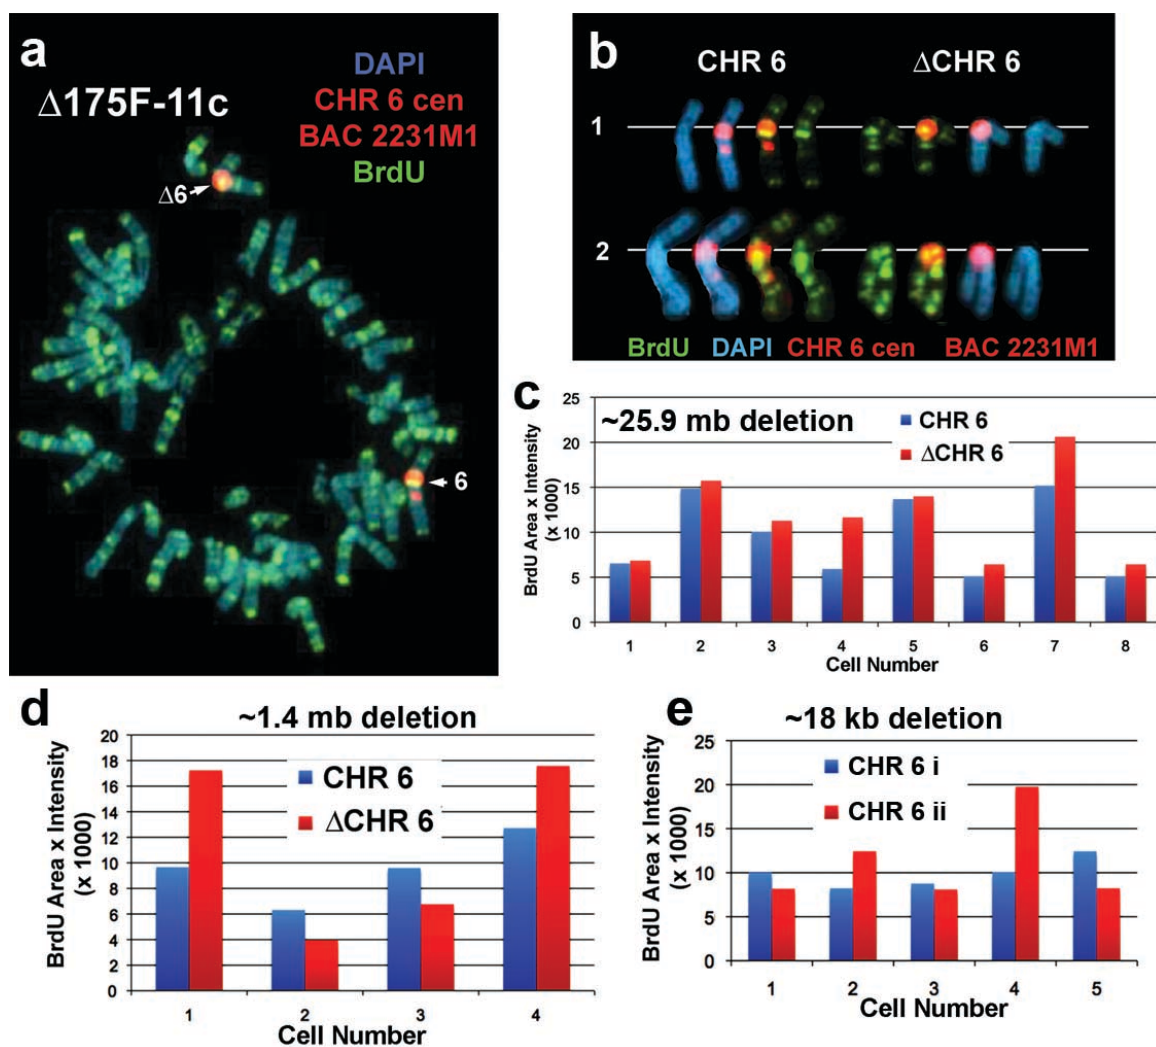 a
Δ175F-11c
DAPI
CHR 6 cen
BAC 2231M1
BrdU
Δ6
6
b
CHR 6
ΔCHR 6
1
2
BrdU DAPI CHR 6 cen BAC 2231M1
c
~25.9 mb deletion
CHR 6
ΔCHR 6
BrdU Area x Intensity
(x 1000)
25
20
15
10
5
0
1 2 3 4 5 6 7 8
Cell Number
d
~1.4 mb deletion
CHR 6
ΔCHR 6
BrdU Area x Intensity
(x 1000)
20
18
16
14
12
10
8
6
4
2
0
1 2 3 4
Cell Number
e
~18 kb deletion
CHR 6 i
CHR 6 ii
BrdU Area x Intensity
(x 1000)
25
20
15
10
5
0
1 2 3 4 5
Cell Number